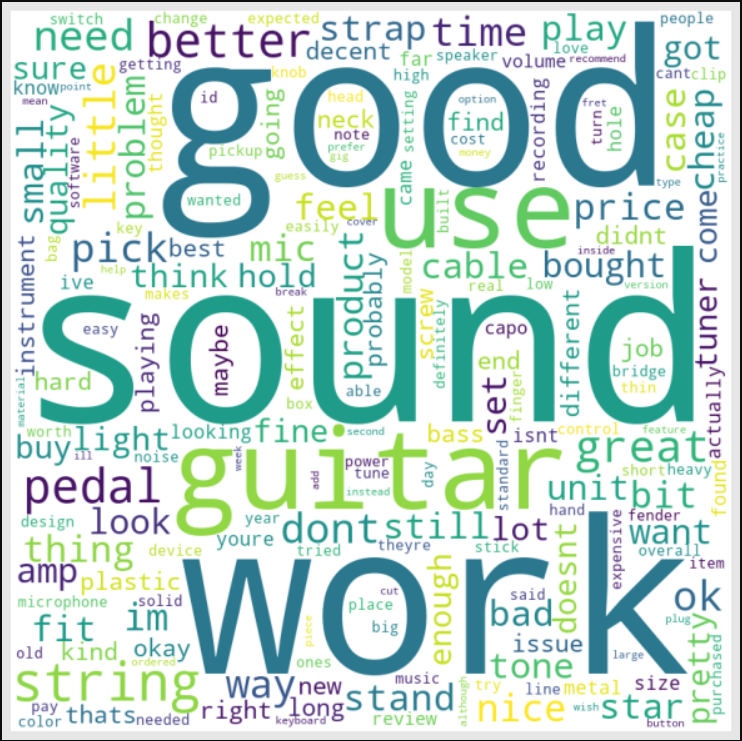 switch change expected strap time play people
need better decent far speaker love got recommend
sure getting knob volume cant clip
know mean point id head option high fret
little problem thought going neck note find cost turn hole recording case cheap
small quality software pickup prefer gig came setting money type practice
good
wanted guess
feel use price
key easily cover built didnt come
pick best mic product cable bought inside
bag instrument ive think hold probably model real low version
help makes break
sound
easy playing maybe effect screw definitely capo different job tuner
hard box able end finger bridge thin actually
material worth
buy light looking fine second bass set isnt control great feature
ill noise week power tune short heavy
guitar
pedal add instead day standard unit bit found
design look year dont still lot hand fender want
thing youre tried theyre stick expensive overall
device
amp plastic enough doesnt item
work
microphone solid place cut said bad ok
fit im big issue plug
old kind okay ones piece tone large pretty purchased
string ordered way new music although try line metal size
stand nice wish star
pay thats right long review
color needed keyboard button